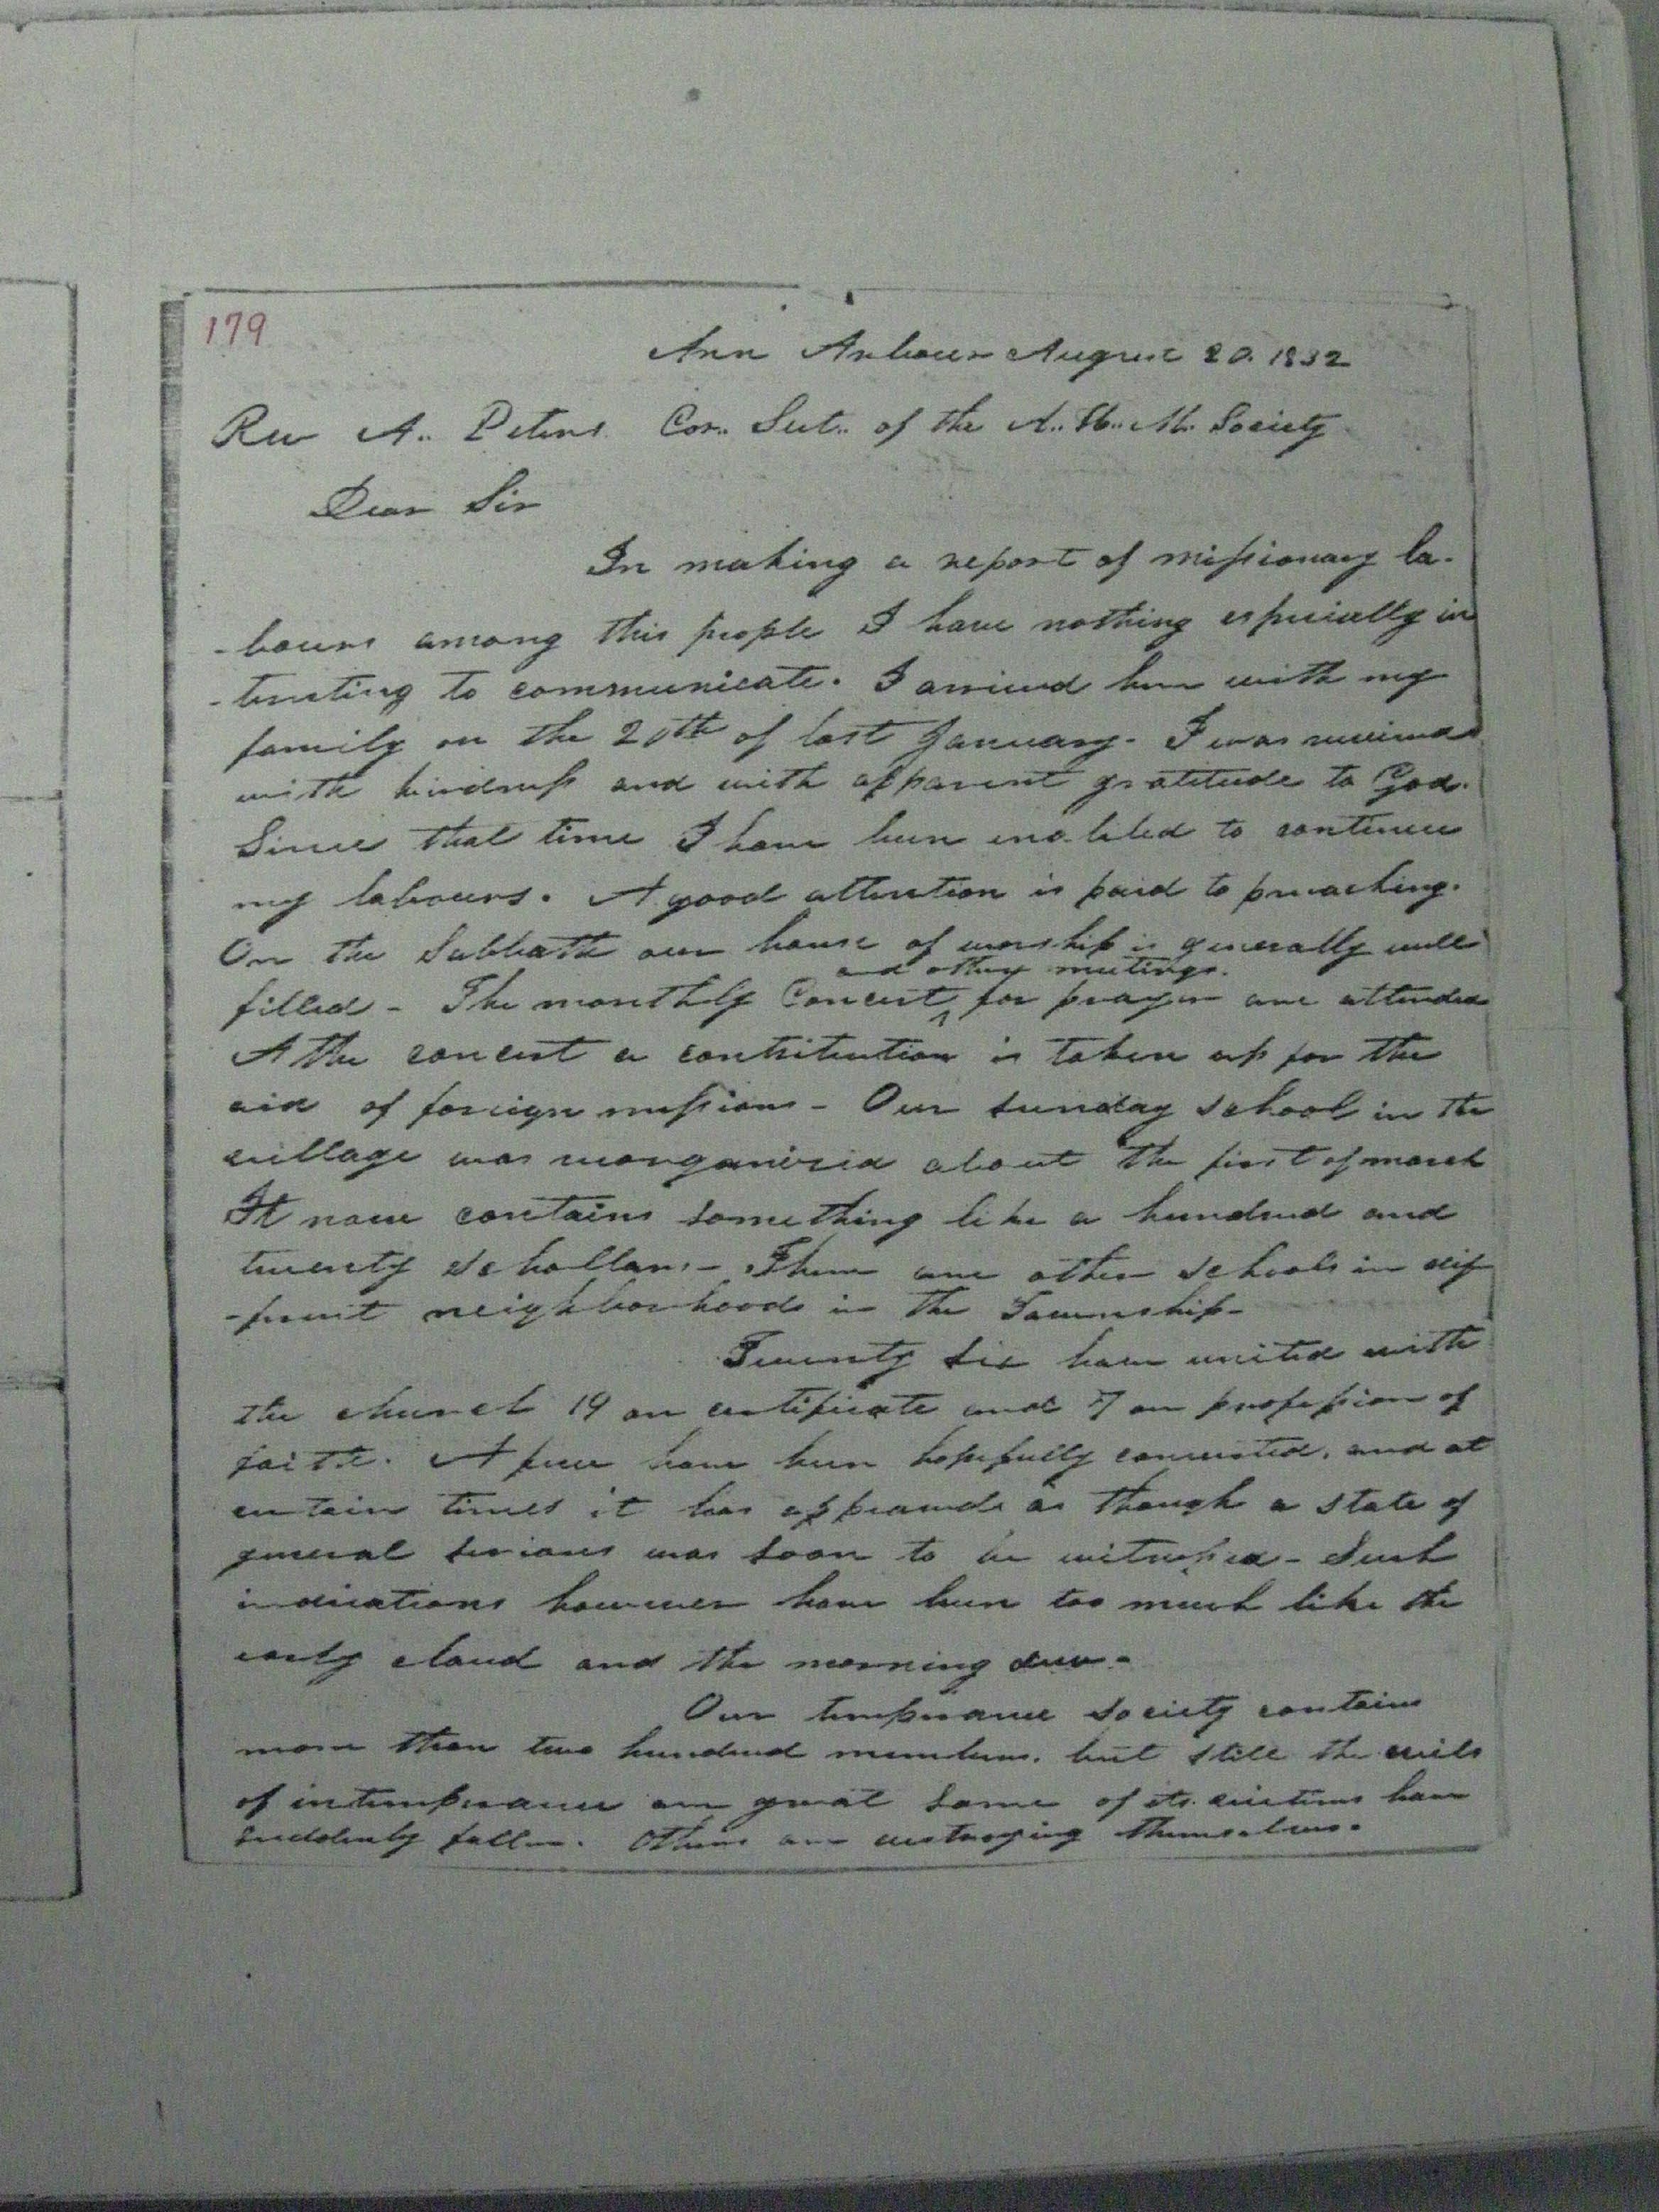 179
Ann Arbour August 20. 1832
Rev A. Peters. Cor. Sect. of the A. H. M. Society
Dear Sir
In making a report of missionary la-
-bours among this people I have nothing especially in
-teresting to communicate. I arrived here with my
family on the 20th of last January. I was received
with kindness and with apparent gratitude to God.
Since that time I have been enabled to continue
my labours. A good attention is paid to preaching.
On the Sabbath our house of worship is generally well
and other meetings.
filled - The monthly Concert ^ for prayer are attended
At the concert a contribution is taken up for the
aid of foreign missions - Our sunday school in the
village was reorganized about the first of march
It now contains something like a hundred and
twenty schollars - There are other schools in dif
-ferent neighborhoods in the Township -
Twenty six have united with
the church 19 on certificate and 7 on profession of
faith. A few have been hopefully converted, and at
certain times it has appeared as though a state of
general serious was soon to be witnessed - Such
indications however have been too much like the
early cloud and the morning dew -
Our temperance society contains
more than two hundred members. but still the evils
of intemperance are great some of its victims have
suddenly fallen. Others are destroying themselves.